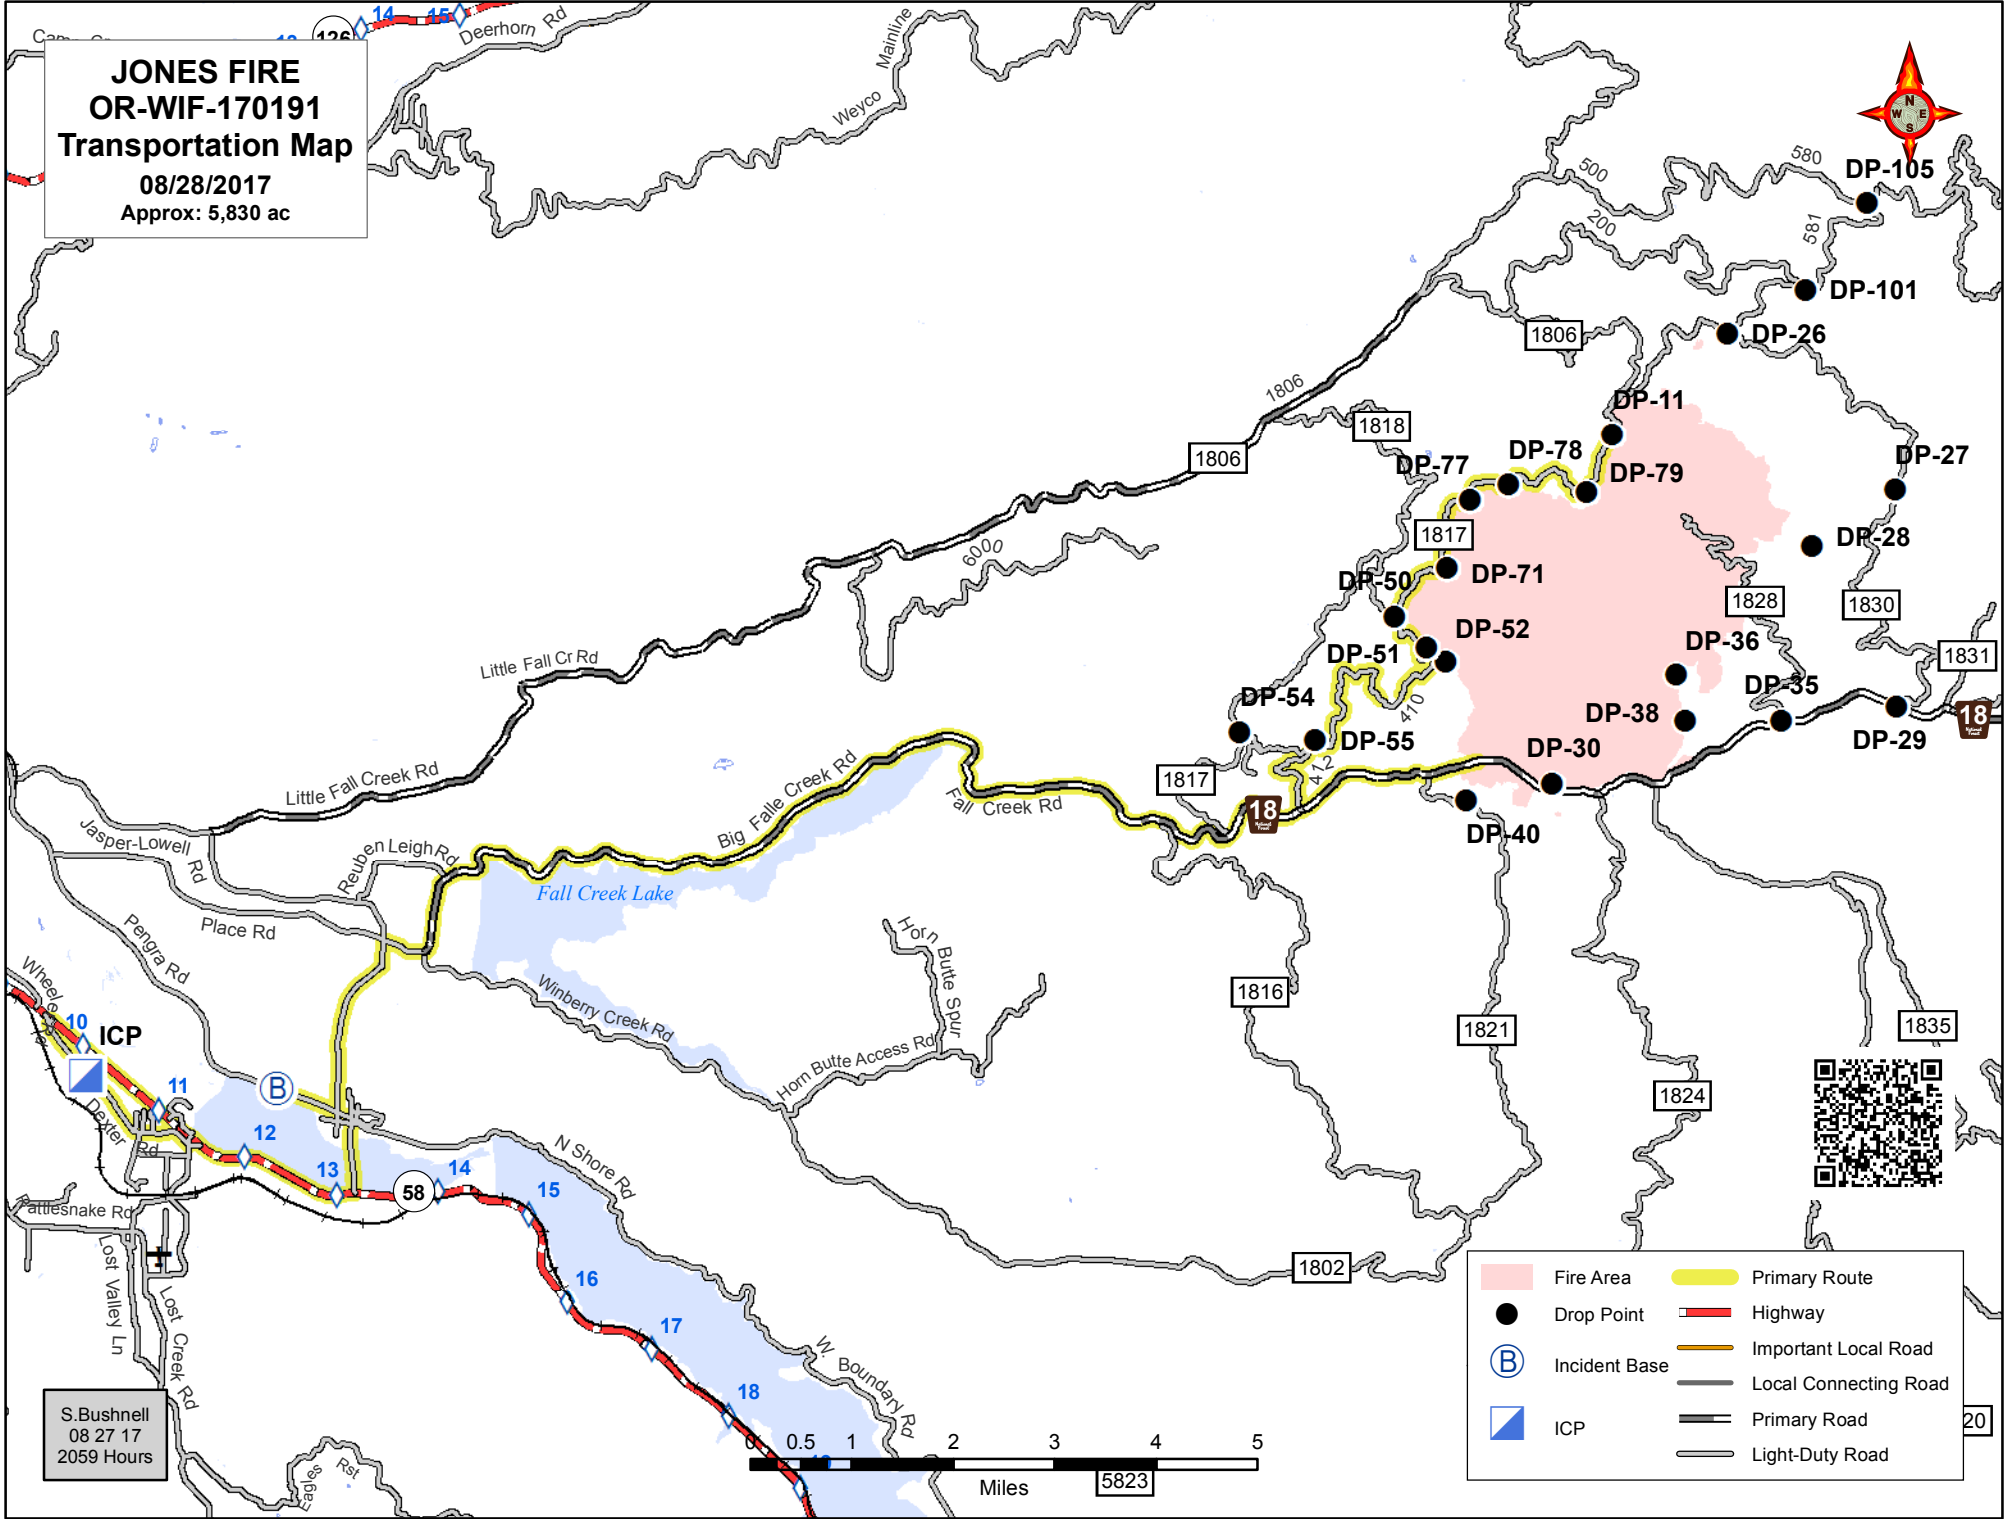 JONES FIRE
OR-WIF-170191
Transportation Map
08/28/2017
Approx: 5,830 ac
126
14
15
Deerhorn Rd
Mainline
Weyco
N
W E
S
500
580
DP-105
200
581
DP-101
1806
DP-26
1806
DP-11
1818
1806
DP-77
DP-78
DP-79
DP-27
1817
DP-28
6000
DP-50
DP-71
1828
1830
DP-52
DP-51
DP-36
1831
Little Fall Cr Rd
DP-35
DP-54
410
DP-38
18
DP-55
DP-30
DP-29
412
1817
18
Little Fall Creek Rd
Big Falle Creek Rd
Fall Creek Rd
DP-40
Jasper-Lowell Rd
Reuben Leigh Rd
Fall Creek Lake
Place Rd
Pengra Rd
Horn Butte Spur
Winberry Creek Rd
1816
1821
1835
10
ICP
Horn Butte Access Rd
11
B
1824
Dexter Rd
12
N Shore Rd
13
58
14
15
Rattlesnake Rd
Lost Valley Ln
Lost Creek Rd
1802
16
17
W. Boundary Rd
18
Eagles Rst
S.Bushnell
08 27 17
2059 Hours
0 0.5 1 2 3 4 5
Miles
5823
20
Fire Area
Drop Point
B Incident Base
ICP
Primary Route
Highway
Important Local Road
Local Connecting Road
Primary Road
Light-Duty Road